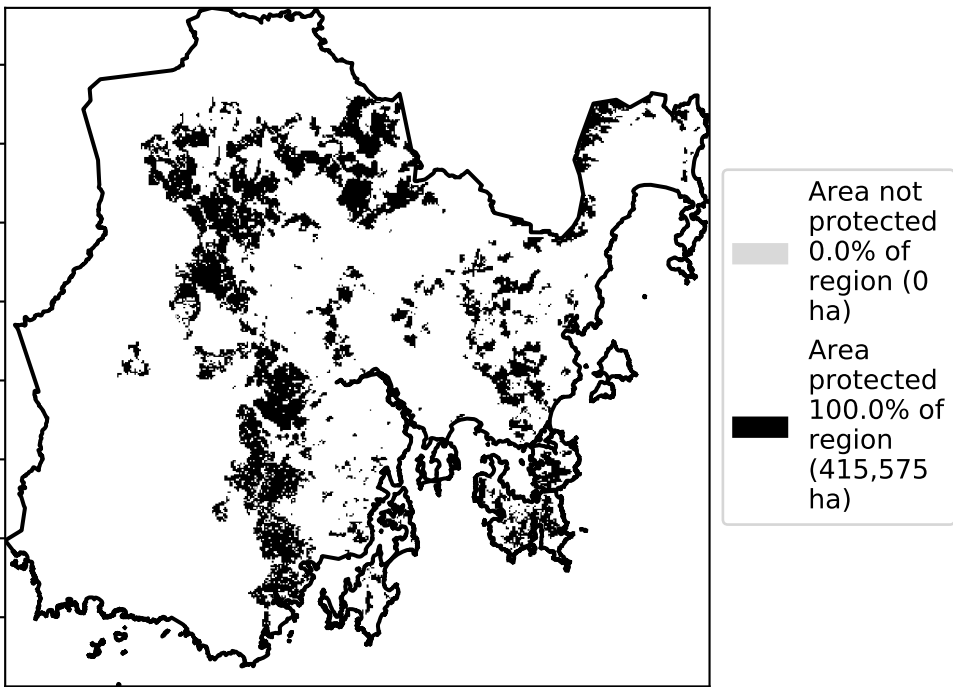 Area not
protected
0.0% of
region (0
ha)
Area
protected
100.0% of
region
(415,575
ha)